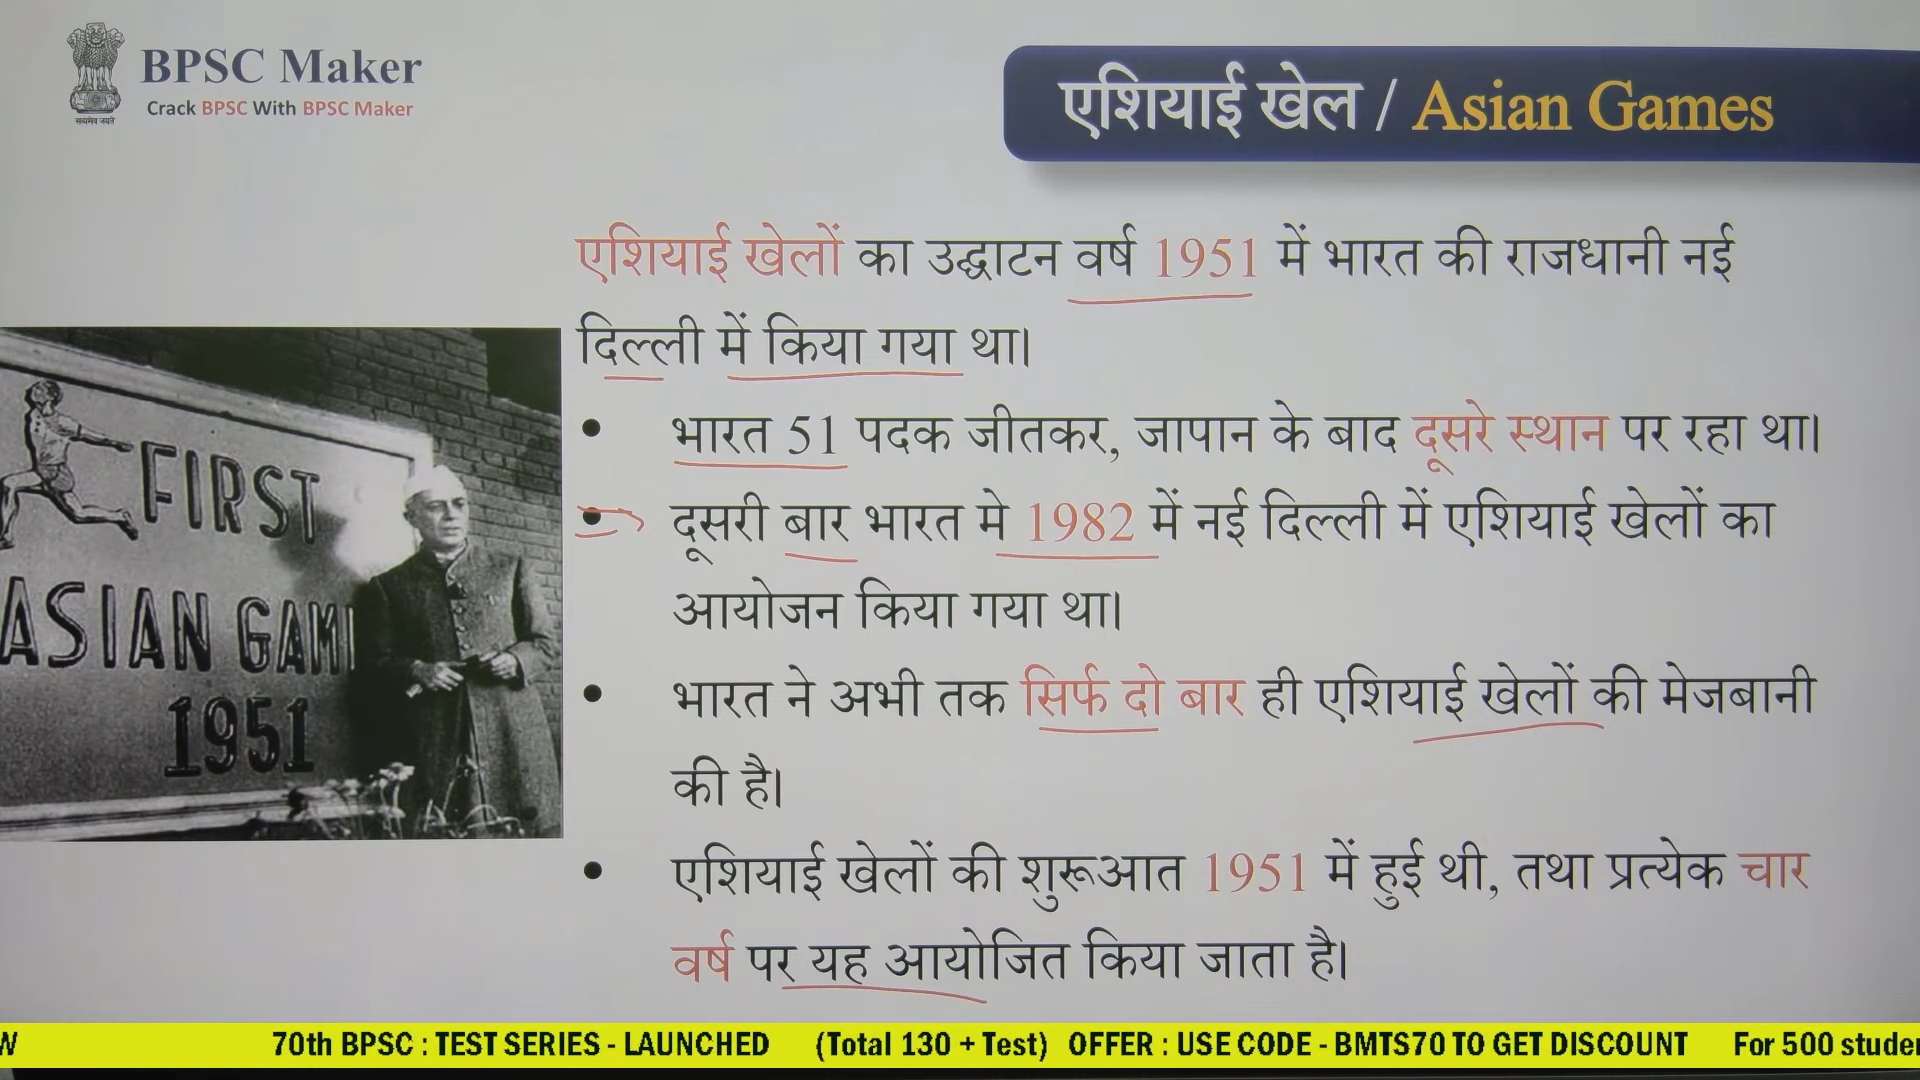 BPSC Maker
Crack BPSC With BPSC Maker
सत्यमेव जयते
एशियाई खेल / Asian Games
एशियाई खेलों का उद्घाटन वर्ष 1951 में भारत की राजधानी नई
दिल्ली में किया गया था।
• भारत 51 पदक जीतकर, जापान के बाद दूसरे स्थान पर रहा था।
• दूसरी बार भारत मे 1982 में नई दिल्ली में एशियाई खेलों का
आयोजन किया गया था।
• भारत ने अभी तक सिर्फ दो बार ही एशियाई खेलों की मेजबानी
की है।
• एशियाई खेलों की शुरूआत 1951 में हुई थी, तथा प्रत्येक चार
वर्ष पर यह आयोजित किया जाता है।
FIRST
ASIAN GAM
1951
W 70th BPSC : TEST SERIES - LAUNCHED (Total 130 + Test) OFFER : USE CODE - BMTS70 TO GET DISCOUNT For 500 studen